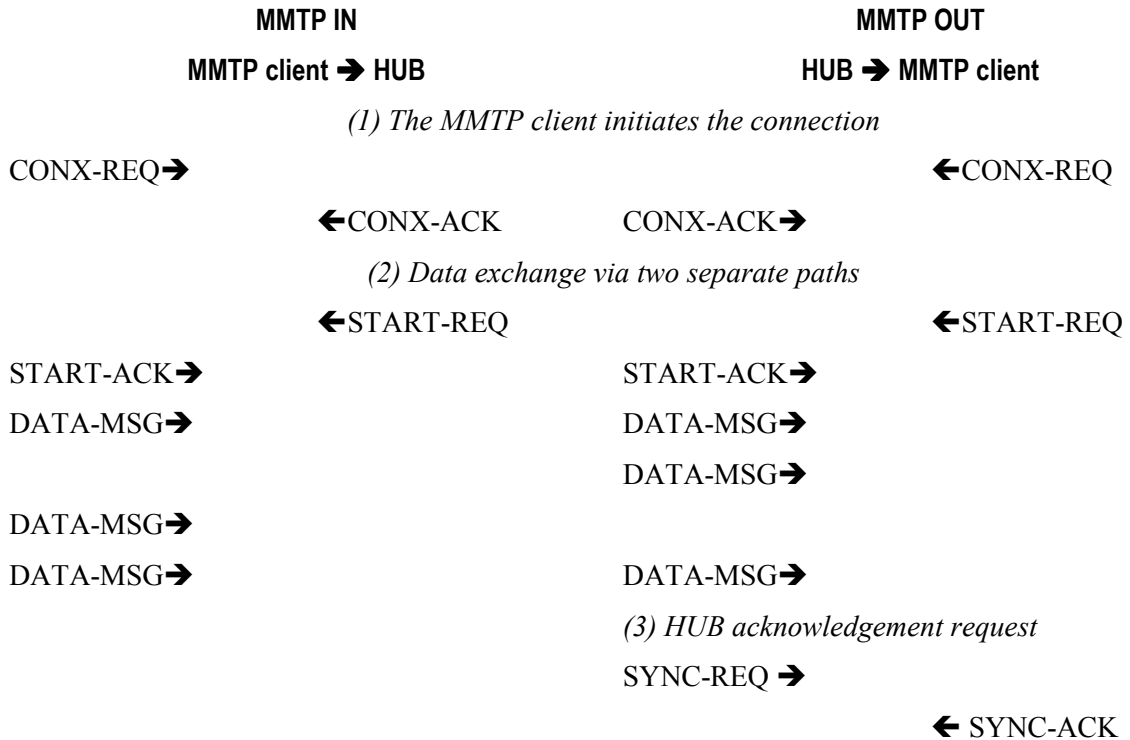 MMTP IN MMTP OUT
MMTP client ➔ HUB HUB ➔ MMTP client
(1) The MMTP client initiates the connection
CONX-REQ➔ 🡸CONX-REQ
🡸CONX-ACK CONX-ACK➔
(2) Data exchange via two separate paths
🡸START-REQ 🡸START-REQ
START-ACK➔ START-ACK➔
DATA-MSG➔ DATA-MSG➔
DATA-MSG➔
DATA-MSG➔
DATA-MSG➔ DATA-MSG➔
(3) HUB acknowledgement request
SYNC-REQ ➔
🡸 SYNC-ACK